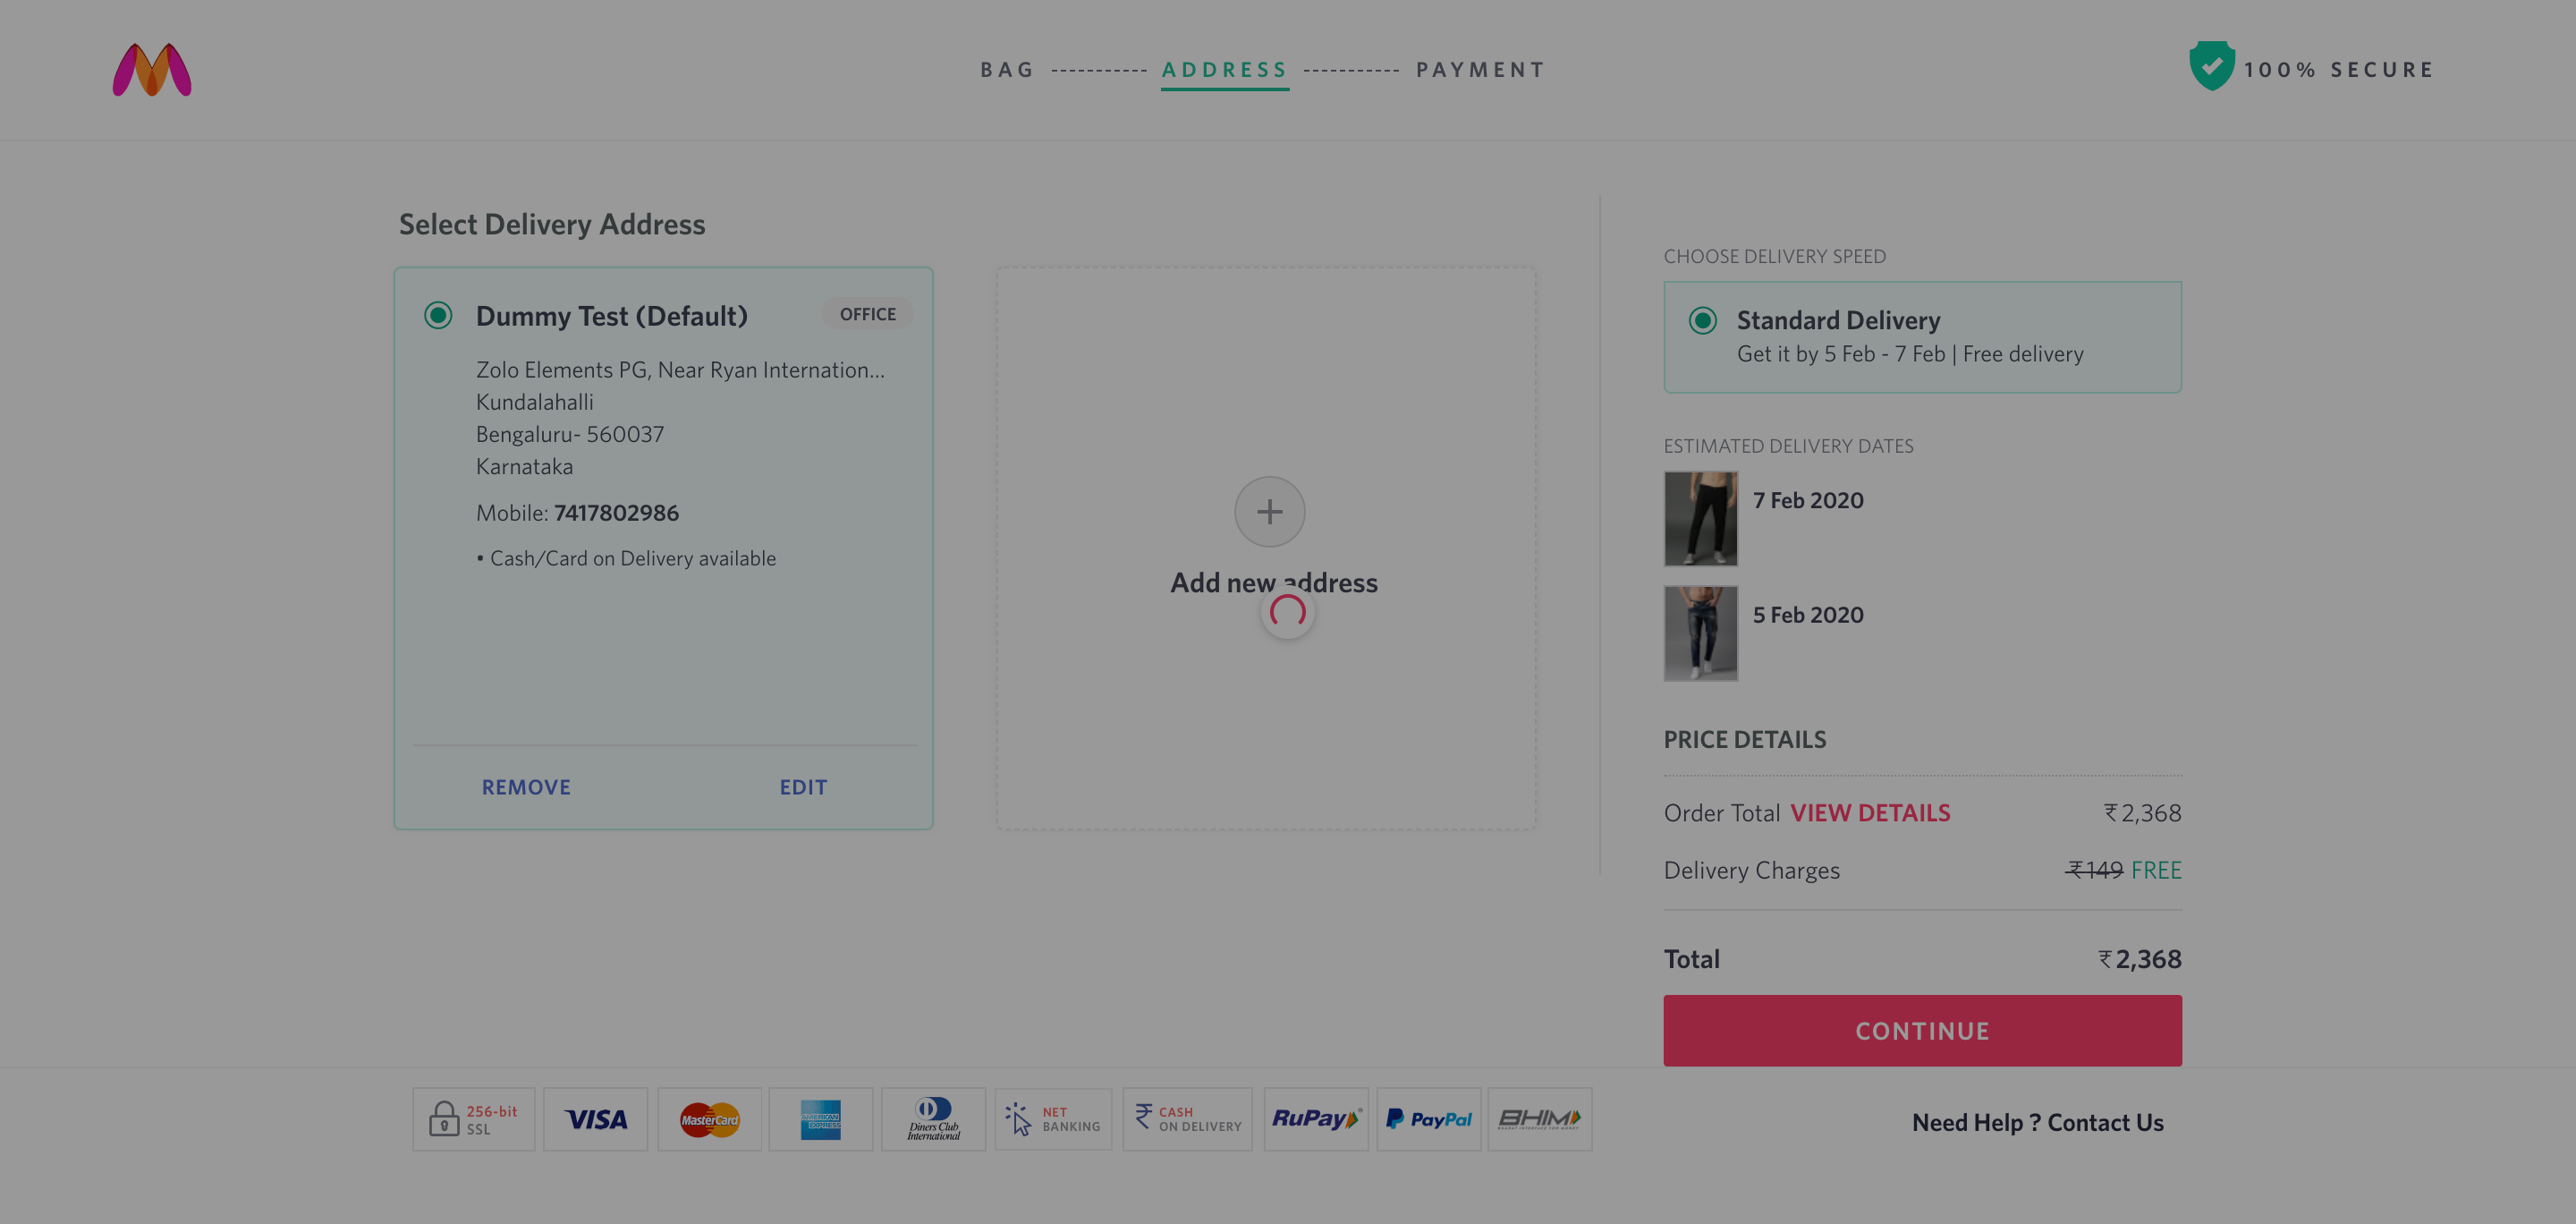 BAG ----------- ADDRESS ----------- PAYMENT
100% SECURE
Select Delivery Address
Dummy Test (Default)
OFFICE
Zolo Elements PG, Near Ryan Internation...
Kundalahalli
Bengaluru- 560037
Karnataka
Mobile: 7417802986
• Cash/Card on Delivery available
REMOVE
EDIT
Add new address
CHOOSE DELIVERY SPEED
Standard Delivery
Get it by 5 Feb - 7 Feb | Free delivery
ESTIMATED DELIVERY DATES
7 Feb 2020
5 Feb 2020
PRICE DETAILS
Order Total VIEW DETAILS ₹2,368
Delivery Charges ₹149 FREE
Total ₹2,368
CONTINUE
256-bit
SSL
VISA
MasterCard
AMERICAN
EXPRESS
Diners Club
International
NET
BANKING
CASH
ON DELIVERY
RuPay
PayPal
BHIM
BHARAT INTERFACE FOR MONEY
Need Help ? Contact Us